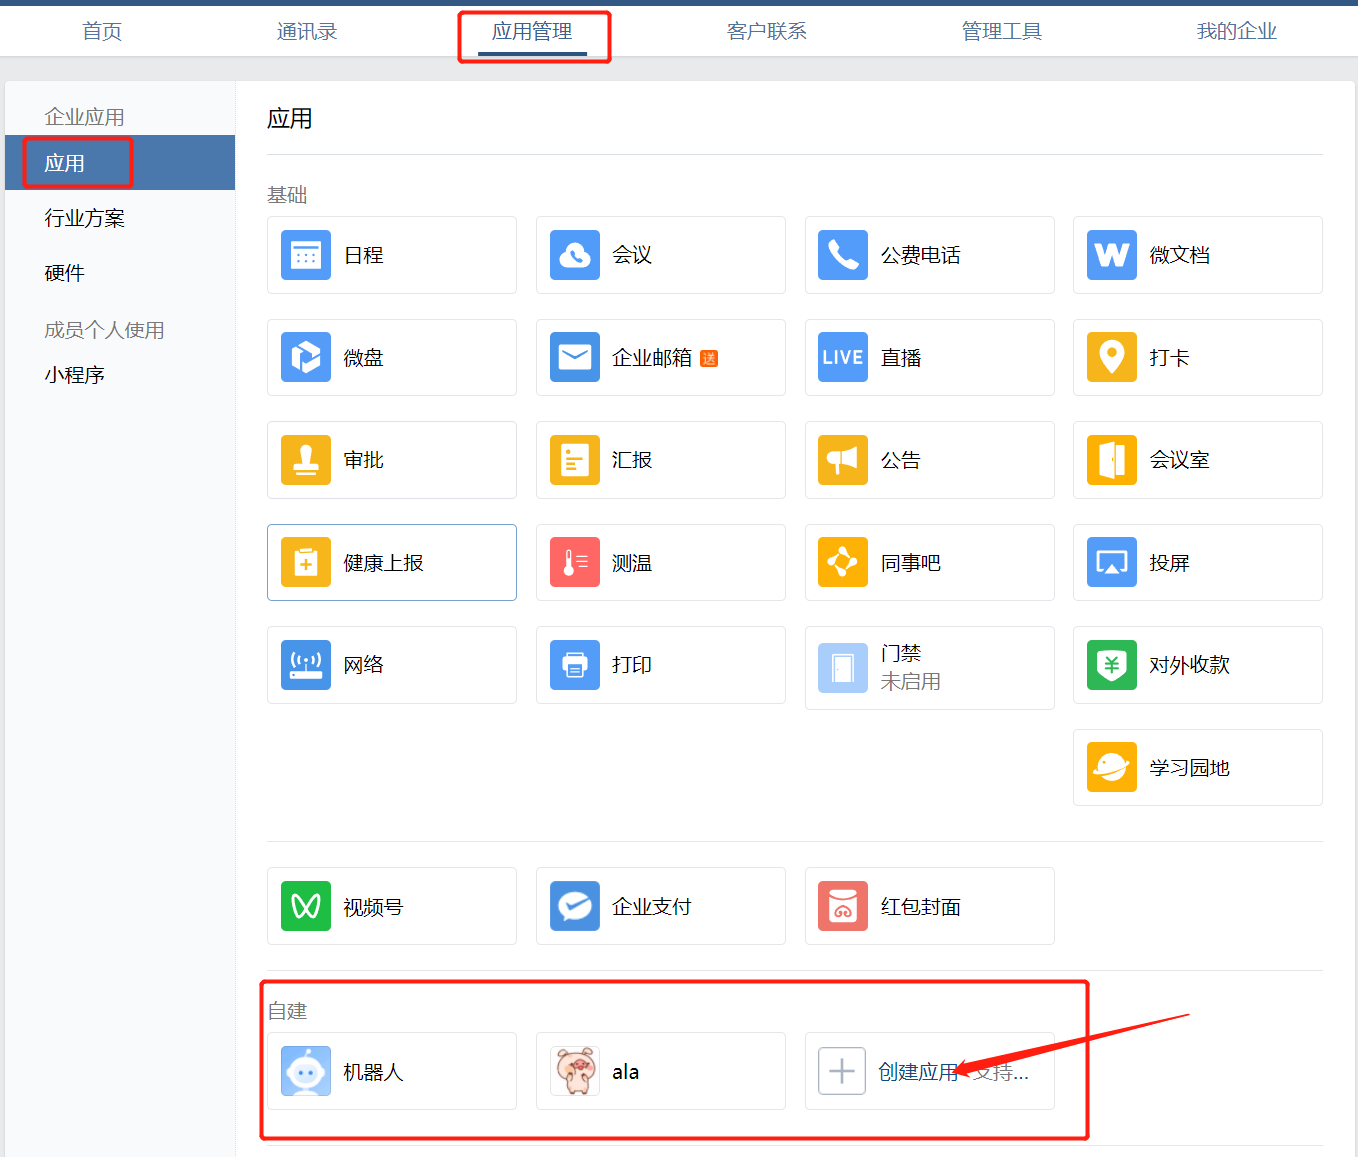 首页 通讯录 应用管理 客户联系 管理工具 我的企业
企业应用
应用
行业方案
硬件
成员个人使用
小程序
应用
基础
日程 会议 公费电话 微文档
微盘 企业邮箱 送 LIVE 直播 打卡
审批 汇报 公告 会议室
健康上报 测温 同事吧 投屏
网络 打印 门禁 对外收款
未启用
学习园地
视频号 企业支付 红包封面
自建
机器人 ala 创建应用 支持...